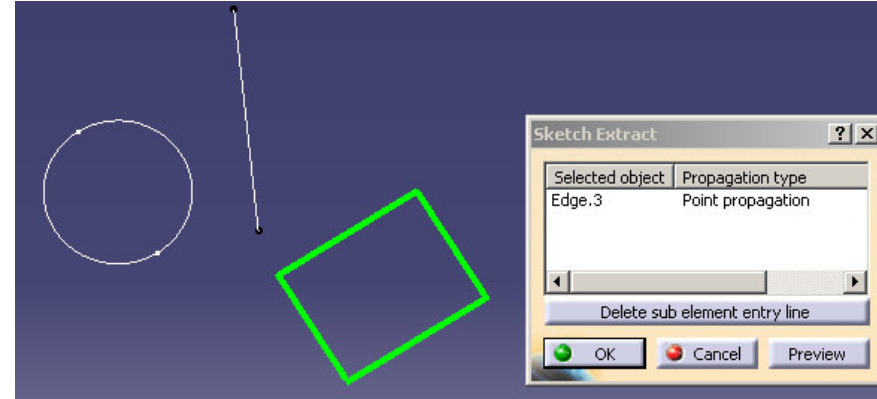 Sketch Extract ? X
Selected object Propagation type
Edge.3 Point propagation
Delete sub element entry line
OK Cancel Preview